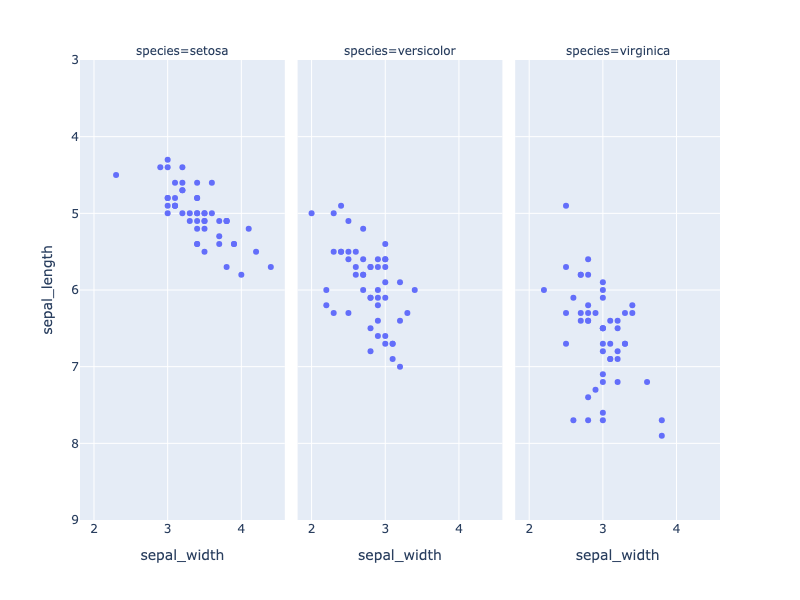 species=setosa species=versicolor species=virginica
3
4
5
6
7
8
9
sepal_length
2 3 4 2 3 4 2 3 4
sepal_width sepal_width sepal_width